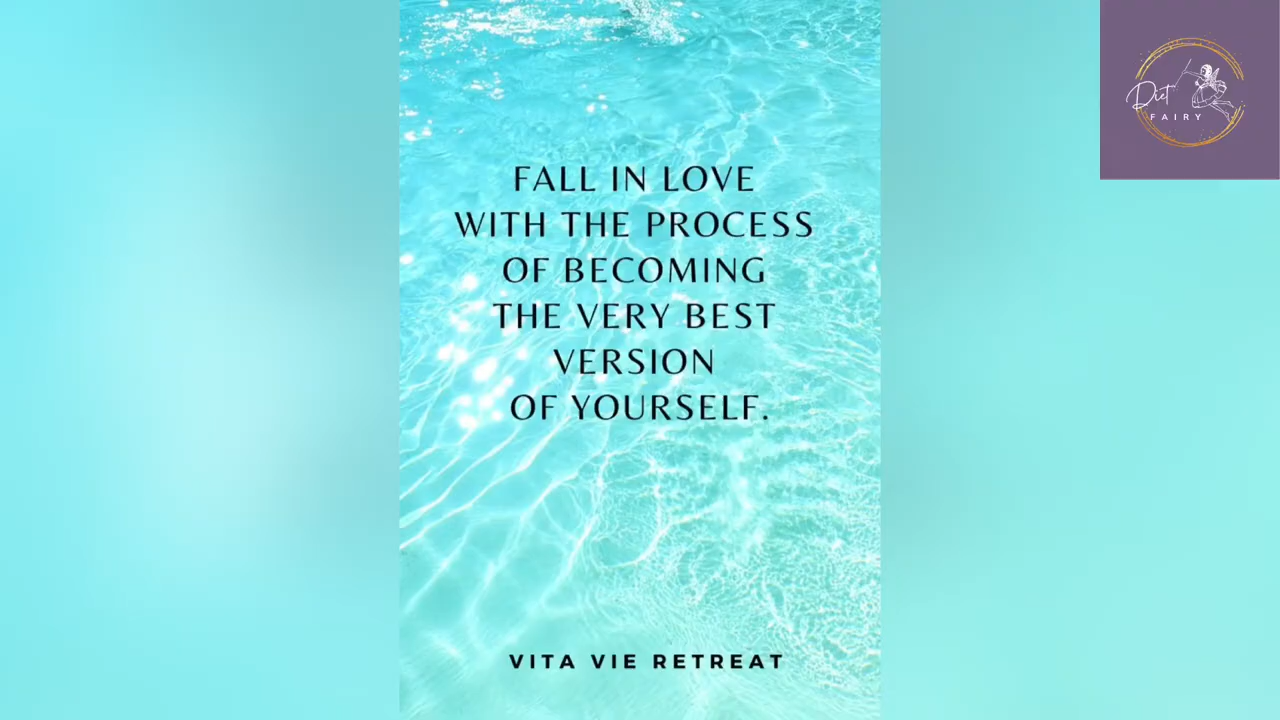 FALL IN LOVE
WITH THE PROCESS
OF BECOMING
THE VERY BEST
VERSION
OF YOURSELF.
VITA VIE RETREAT
Diet
FAIRY